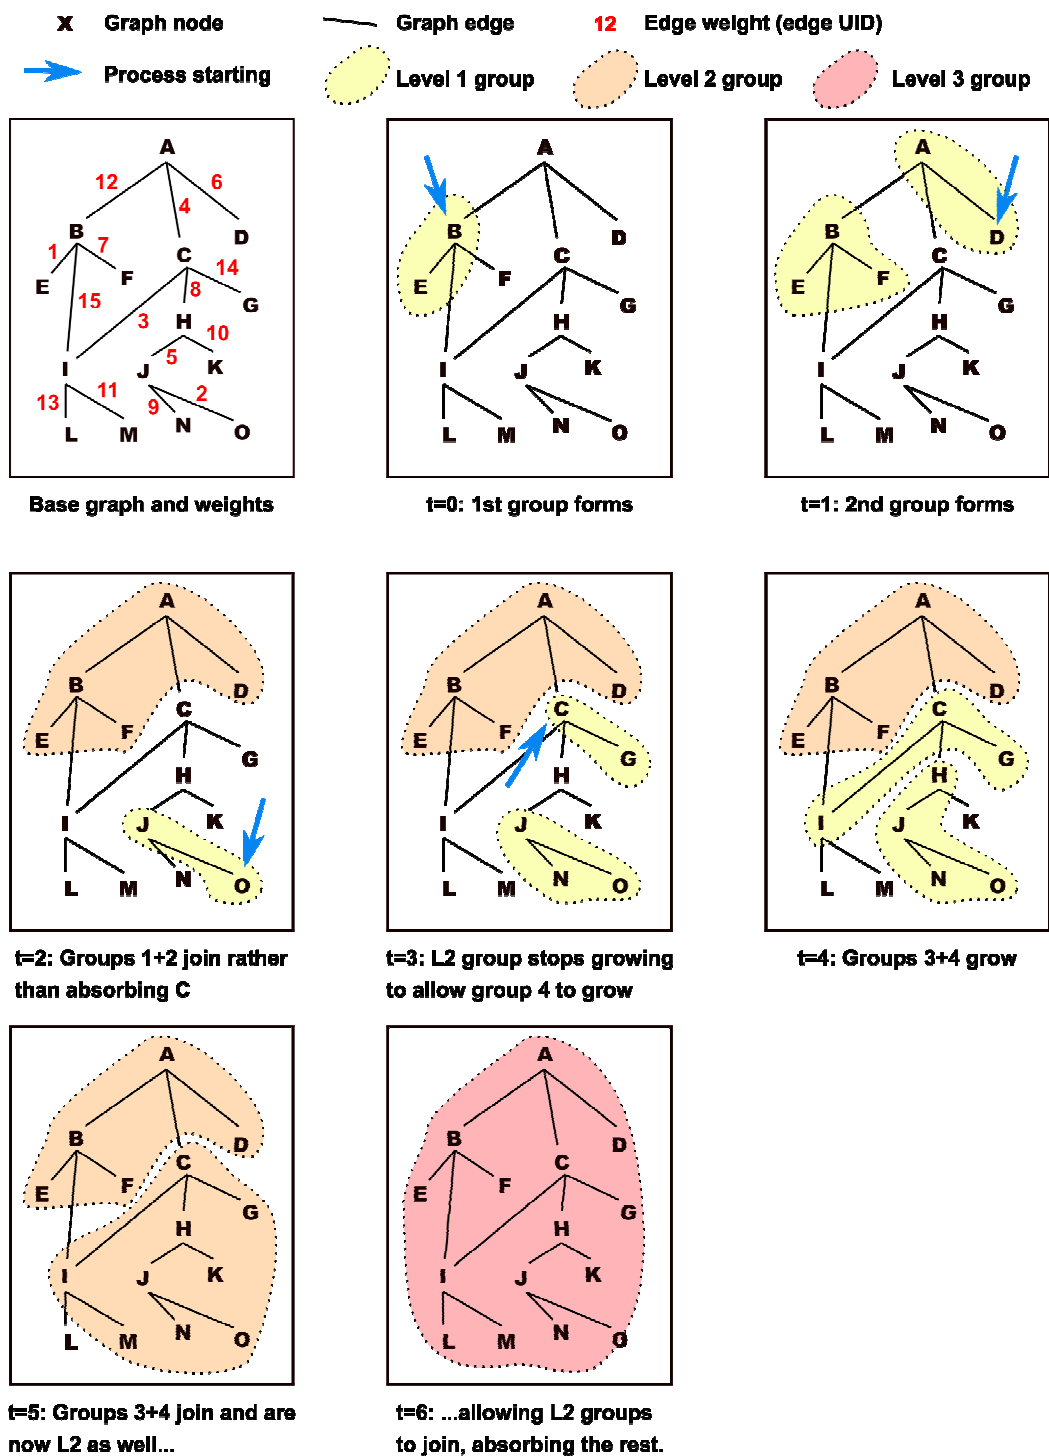 X Graph node Graph edge 12 Edge weight (edge UID)
Process starting Level 1 group Level 2 group Level 3 group
A
12 6
4
B D
1 7 C
E F 14
15 8 G
3 H
10
I 5 K
J
13 11 2
9 N
L M O
Base graph and weights
A
B D
C
E F
G
H
I J K
N
L M O
t=0: 1st group forms
A
B D
C
E F
G
H
I J K
N
L M O
t=1: 2nd group forms
A
B D
C
E F
G
H
I J K
N
L M O
t=2: Groups 1+2 join rather
than absorbing C
A
B D
C
E F
G
H
I J K
N
L M O
t=3: L2 group stops growing
to allow group 4 to grow
A
B D
C
E F
G
H
I J K
N
L M O
t=4: Groups 3+4 grow
A
B D
C
E F
G
H
I J K
N
L M O
t=5: Groups 3+4 join and are
now L2 as well...
A
B D
C
E F
G
H
I J K
N
L M O
t=6: ...allowing L2 groups
to join, absorbing the rest.